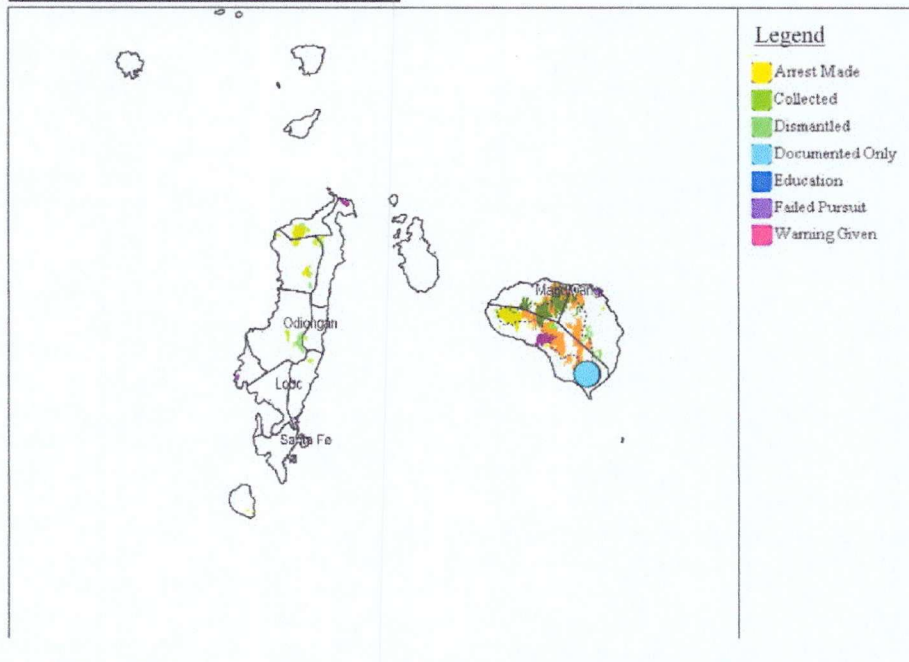 Legend
Arrest Made
Collected
Dismantled
Documented Only
Education
Failed Pursuit
Warning Given
Odiongan
Looc
Santa Fe